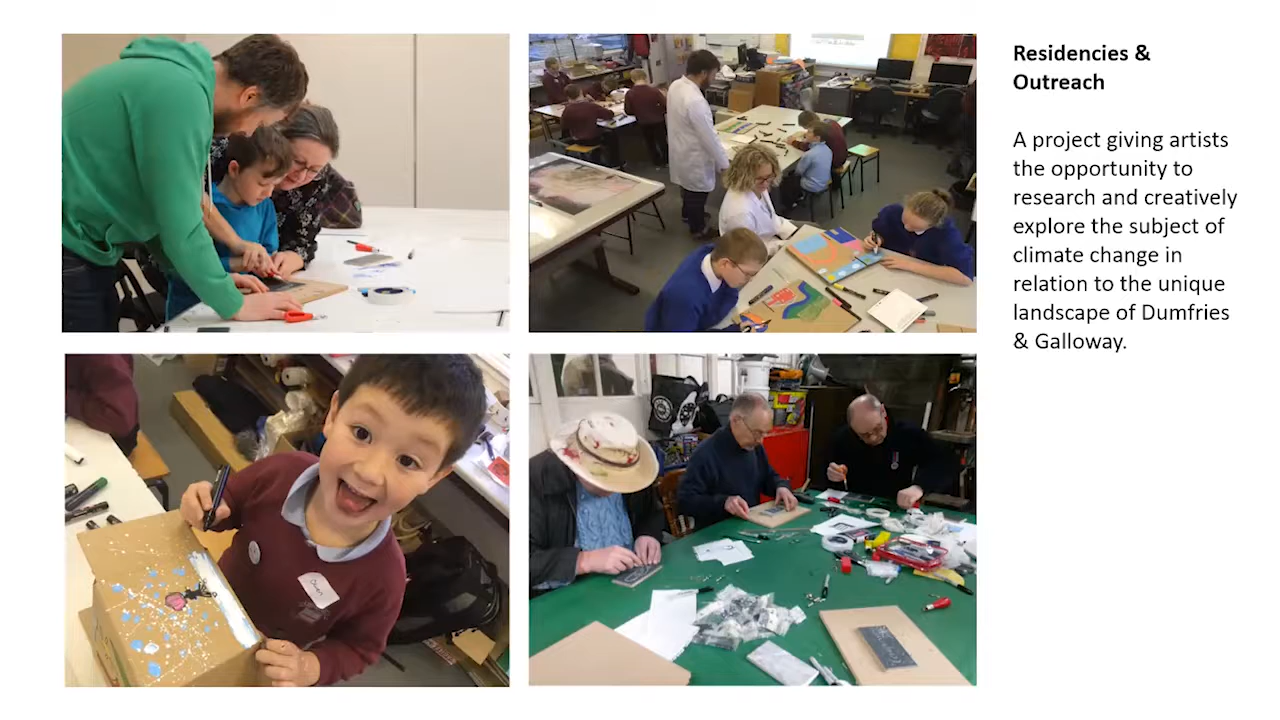 Residencies &
Outreach
A project giving artists
the opportunity to
research and creatively
explore the subject of
climate change in
relation to the unique
landscape of Dumfries
& Galloway.